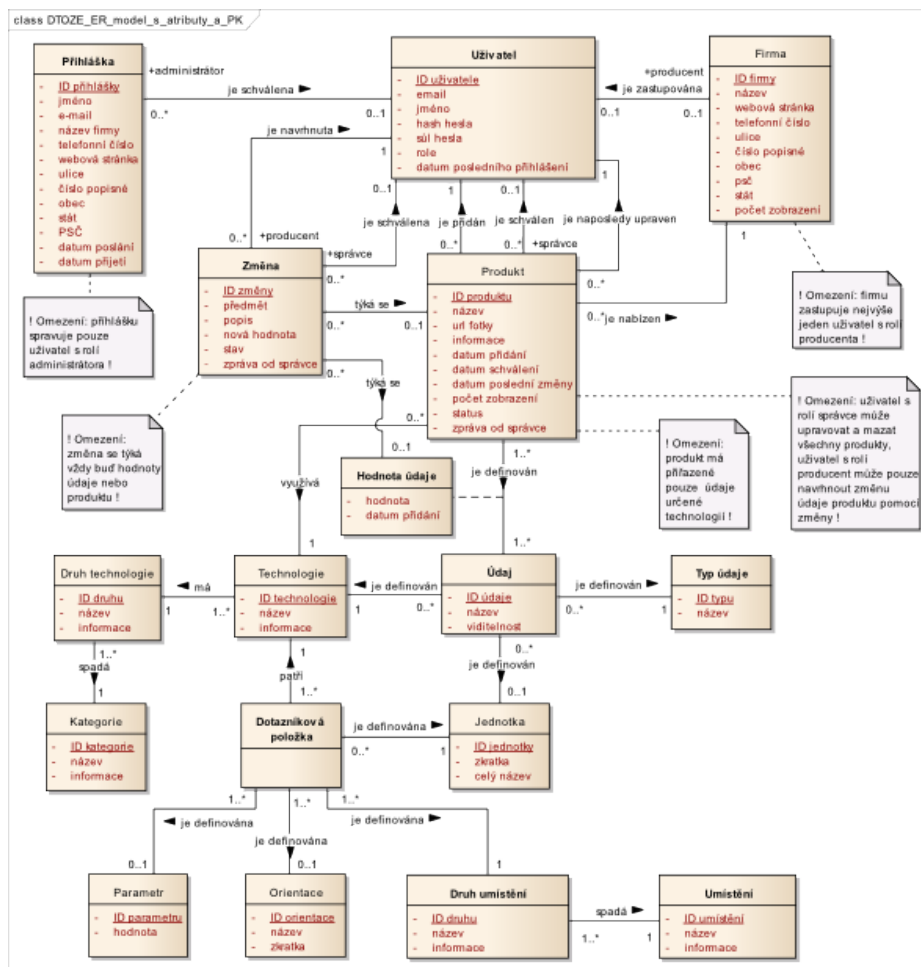 class DTOZE_ER_model_s_atributy_a_PK
Přihláška
- ID přihlášky
- jméno
- e-mail
- název firmy
- telefonní číslo
- webová stránka
- ulice
- číslo popisné
- obec
- stát
- PSČ
- datum poslání
- datum přijetí
+administrátor
je schválena
0..*
0..1
Uživatel
- ID uživatele
- email
- jméno
- hash hesla
- sůl hesla
- role
- datum posledního přihlášení
+producent
je zastupována
0..1
0..1
Firma
- ID firmy
- název
- webová stránka
- telefonní číslo
- ulice
- číslo popisné
- obec
- psč
- stát
- počet zobrazení
je navrhnuta
1
0..*
+producent
0..1
je schválena
+správce
0..*
1
je přidán
0..*
0..1
je schválen
0..*
+správce
1
je naposledy upraven
0..*
1
je nabízen
0..*
Změna
- ID změny
- předmět
- popis
- nová hodnota
- stav
- zpráva od správce
týká se
0..*
0..1
Produkt
- ID produktu
- název
- url fotky
- informace
- datum přidání
- datum schválení
- datum poslední změny
- počet zobrazení
- status
- zpráva od správce
! Omezení: přihlášku
spravuje pouze
uživatel s rolí
administrátora !
! Omezení: firmu
zastupuje nejvýše
jeden uživatel s rolí
producenta !
0..*
týká se
0..1
! Omezení:
změna se týká
vždy buď hodnoty
údaje nebo
produktu !
! Omezení:
produkt má
přiřazené
pouze údaje
určené
technologií !
! Omezení: uživatel s
rolí správce může
upravovat a mazat
všechny produkty,
uživatel s rolí
producent může pouze
navrhnout změnu
údaje produktu pomocí
změny !
0..*
využívá
1
1..*
je definován
1..*
Hodnota údaje
- hodnota
- datum přidání
Druh technologie
- ID druhu
- název
- informace
má
1
1..*
Technologie
- ID technologie
- název
- informace
je definován
1
0..*
Údaj
- ID údaje
- název
- viditelnost
je definován
0..*
1
Typ údaje
- ID typu
- název
1..*
spadá
1
1
patří
1..*
0..*
je definován
0..1
Kategorie
- ID kategorie
- název
- informace
Dotazníková
položka
je definována
0..*
1
Jednotka
- ID jednotky
- zkratka
- celý název
1..*
je definována
0..1
1..*
je definována
0..1
1..*
je definována
1
Parametr
- ID parametru
- hodnota
Orientace
- ID orientace
- název
- zkratka
Druh umístění
- ID druhu
- název
- informace
spadá
1..*
1
Umístění
- ID umístění
- název
- informace